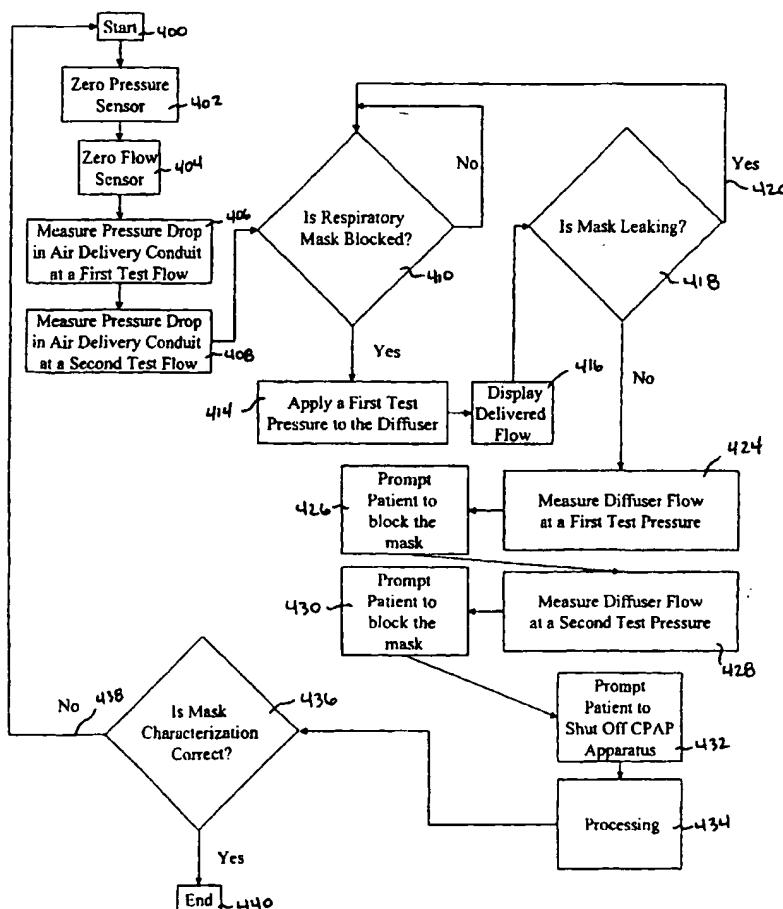 Start
400
Zero Pressure
Sensor
402
Zero Flow
Sensor
404
406
Measure Pressure Drop
in Air Delivery Conduit
at a First Test Flow
Measure Pressure Drop
in Air Delivery Conduit
at a Second Test Flow
408
Is Respiratory
Mask Blocked?
410
No
Yes
414
Apply a First Test
Pressure to the Diffuser
416
Display
Delivered
Flow
Is Mask Leaking?
418
Yes
420
No
424
Measure Diffuser Flow
at a First Test Pressure
426
Prompt
Patient to
block the
mask
Measure Diffuser Flow
at a Second Test Pressure
428
430
Prompt
Patient to
block the
mask
Prompt
Patient to
Shut Off CPAP
Apparatus
432
Processing
434
Is Mask
Characterization
Correct?
436
No
438
Yes
End
440